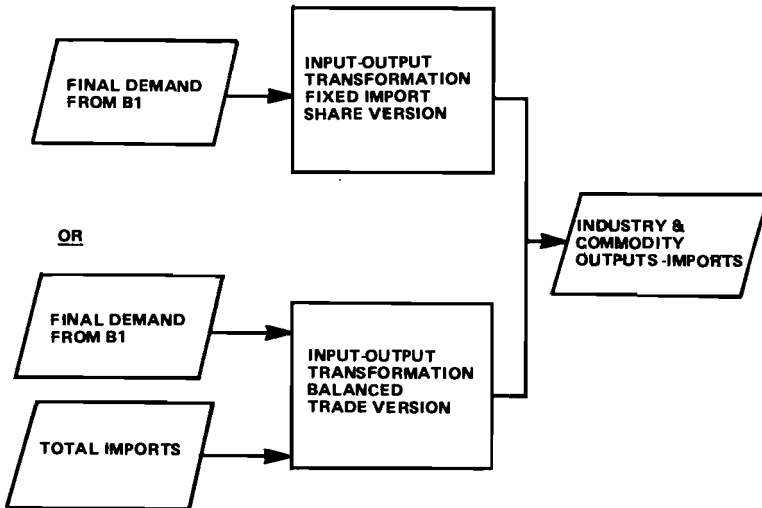 FINAL DEMAND
FROM B1
INPUT-OUTPUT
TRANSFORMATION
FIXED IMPORT
SHARE VERSION
OR
INDUSTRY &
COMMODITY
OUTPUTS-IMPORTS
FINAL DEMAND
FROM B1
INPUT-OUTPUT
TRANSFORMATION
BALANCED
TRADE VERSION
TOTAL IMPORTS